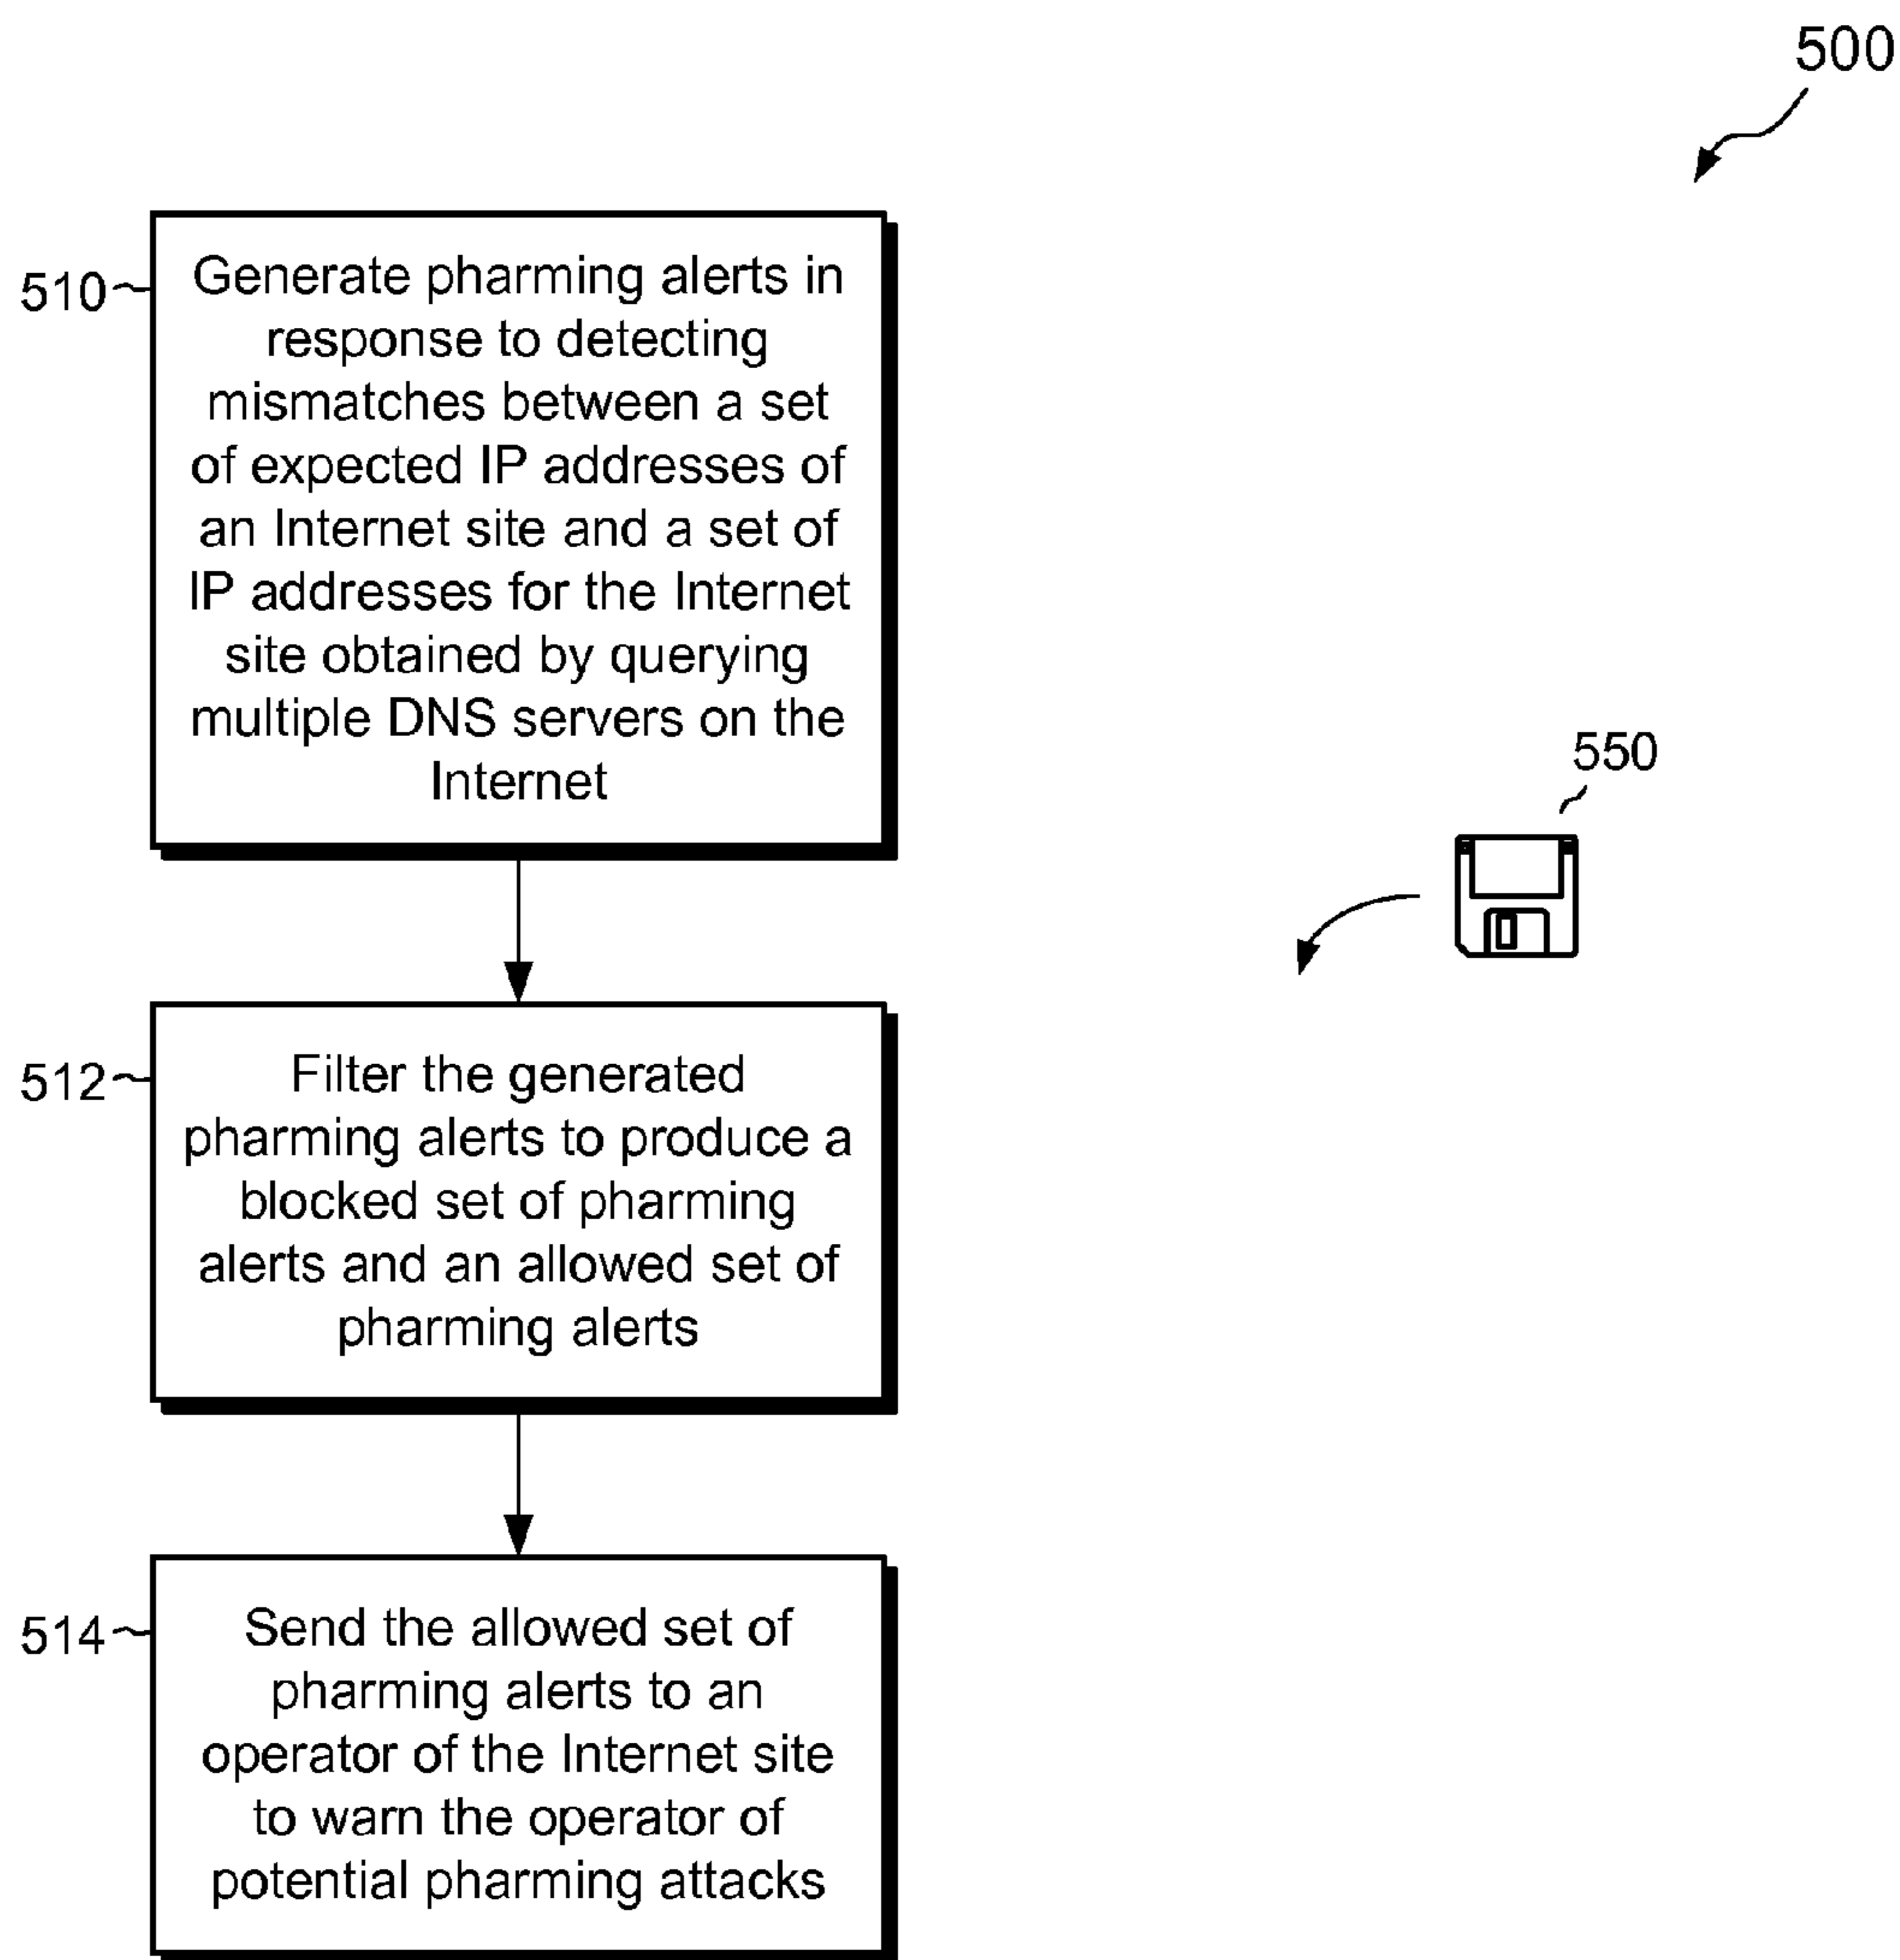 500
510
Generate pharming alerts in
response to detecting
mismatches between a set
of expected IP addresses of
an Internet site and a set of
IP addresses for the Internet
site obtained by querying
multiple DNS servers on the
Internet
550
512
Filter the generated
pharming alerts to produce a
blocked set of pharming
alerts and an allowed set of
pharming alerts
514
Send the allowed set of
pharming alerts to an
operator of the Internet site
to warn the operator of
potential pharming attacks